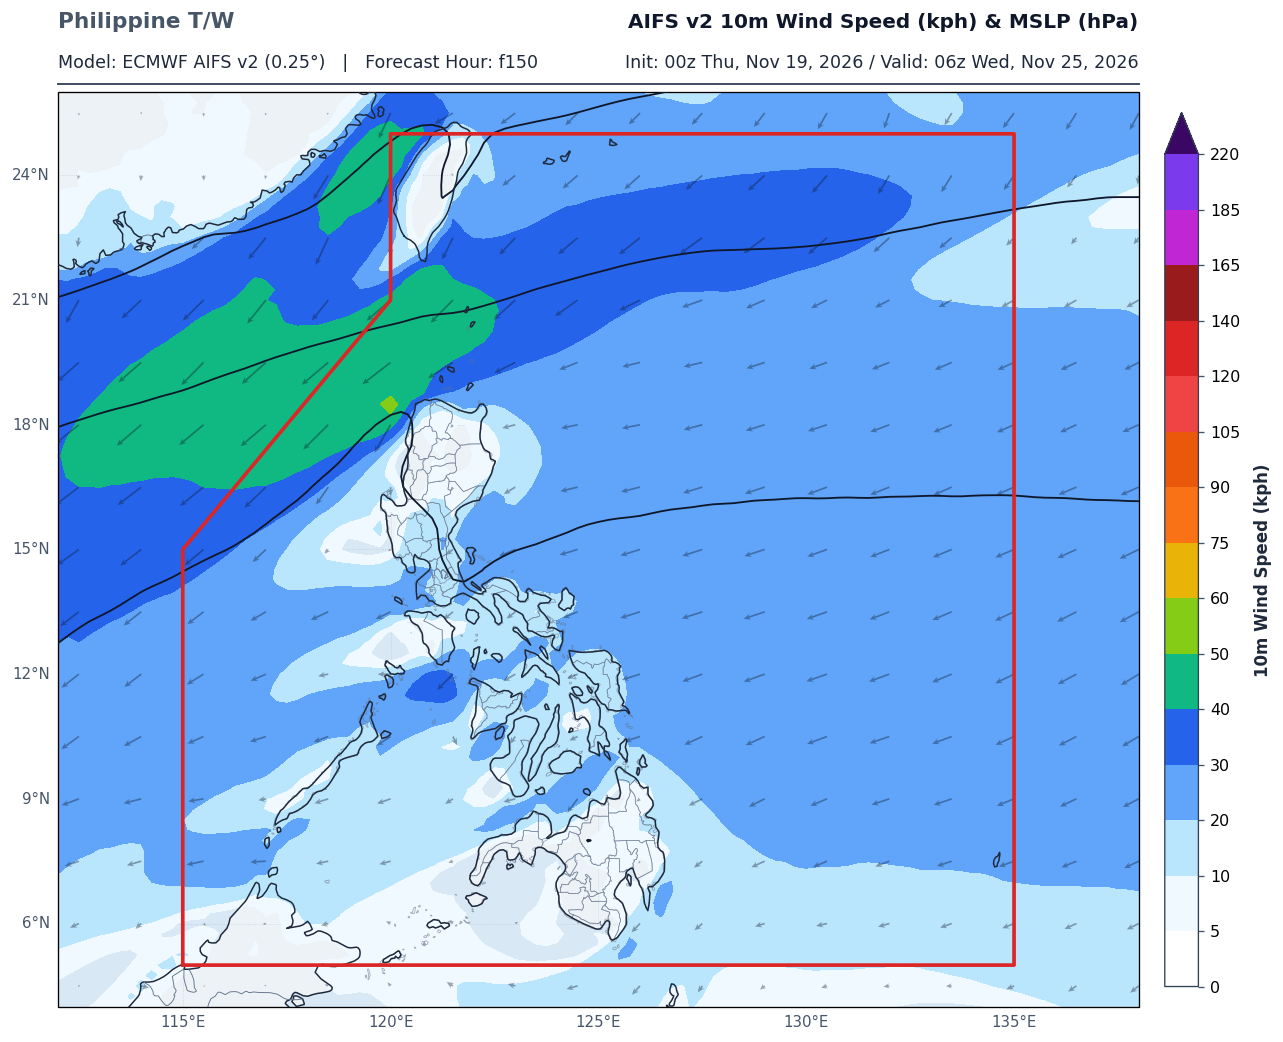 Philippine T/W
AIFS v2 10m Wind Speed (kph) & MSLP (hPa)
Model: ECMWF AIFS v2 (0.25°) | Forecast Hour: f150
Init: 00z Thu, Nov 19, 2026 / Valid: 06z Wed, Nov 25, 2026
24°N
21°N
18°N
15°N
12°N
9°N
6°N
115°E
120°E
125°E
130°E
135°E
220
185
165
140
120
105
90
75
60
50
40
30
20
10
5
0
10m Wind Speed (kph)